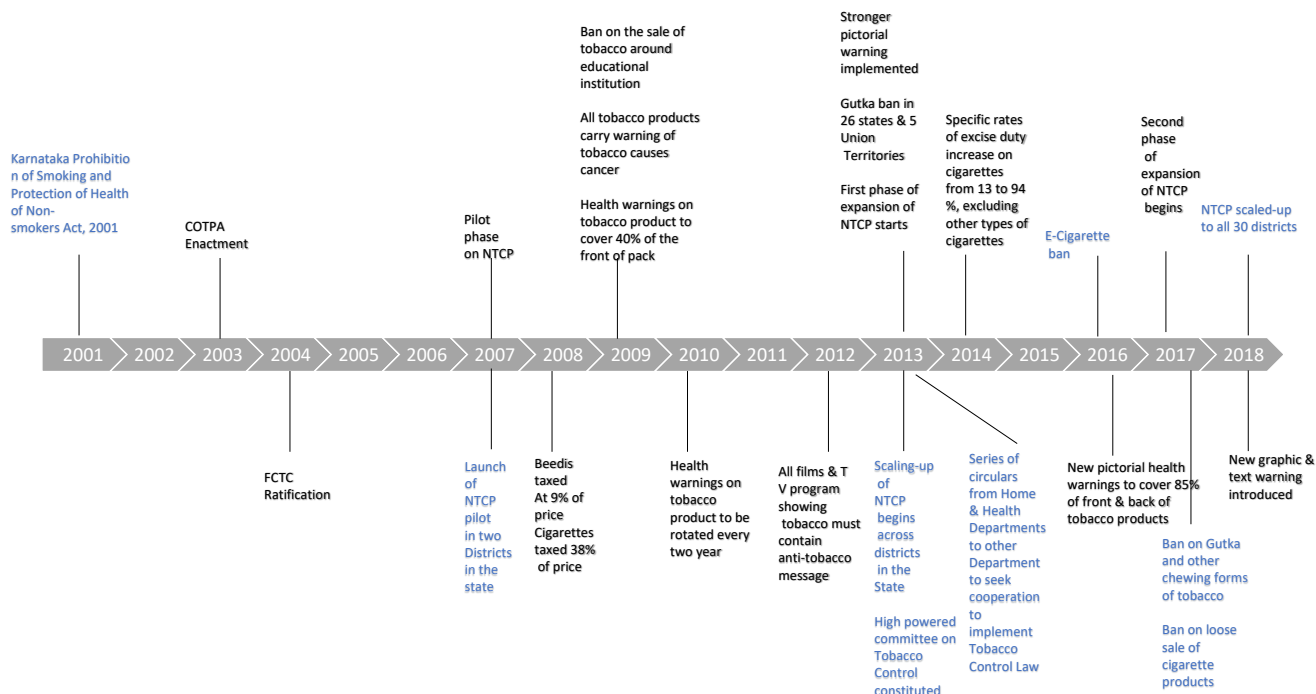 Karnataka Prohibitio
n of Smoking and
Protection of Health
of Non-
smokers Act, 2001
COTPA
Enactment
Pilot
phase
on NTCP
Ban on the sale of
tobacco around
educational
institution
All tobacco products
carry warning of
tobacco causes
cancer
Health warnings on
tobacco product to
cover 40% of the
front of pack
Stronger
pictorial
warning
implemented
Gutka ban in
26 states & 5
Union
Territories
First phase of
expansion of
NTCP starts
Specific rates
of excise duty
increase on
cigarettes
from 13 to 94
%, excluding
other types of
cigarettes
E-Cigarette
ban
Second
phase
of
expansion
of NTCP
begins
NTCP scaled-up
to all 30 districts
2001 2002 2003 2004 2005 2006 2007 2008 2009 2010 2011 2012 2013 2014 2015 2016 2017 2018
FCTC
Ratification
Launch
of
NTCP
pilot
in two
Districts
in the
state
Beedis
taxed
At 9% of
price
Cigarettes
taxed 38%
of price
Health
warnings on
tobacco
product to be
rotated every
two year
All films & T
V program
showing
tobacco must
contain
anti-tobacco
message
Scaling-up
of
NTCP
begins
across
districts
in the
State
High powered
committee on
Tobacco
Control
constituted
Series of
circulars
from Home
& Health
Departments
to other
Department
to seek
cooperation
to
implement
Tobacco
Control Law
New pictorial health
warnings to cover 85%
of front & back of
tobacco products
Ban on Gutka
and other
chewing forms
of tobacco
Ban on loose
sale of
cigarette
products
New graphic &
text warning
introduced